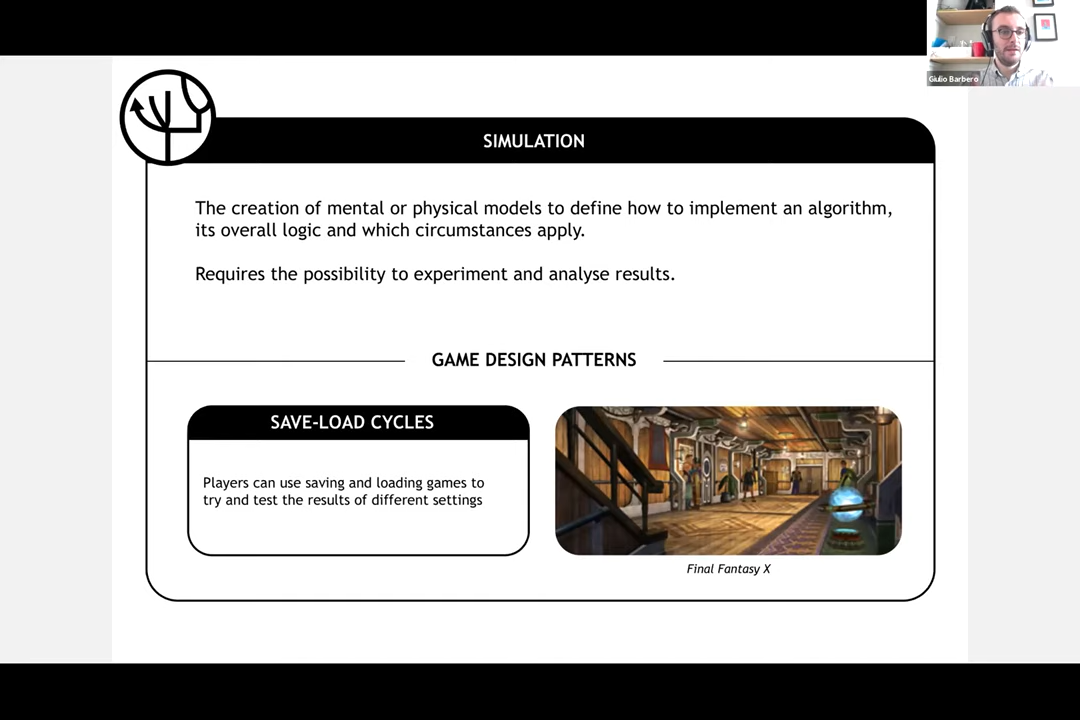 Giulio Barbero
SIMULATION
The creation of mental or physical models to define how to implement an algorithm,
its overall logic and which circumstances apply.
Requires the possibility to experiment and analyse results.
GAME DESIGN PATTERNS
SAVE-LOAD CYCLES
Players can use saving and loading games to
try and test the results of different settings
Final Fantasy X